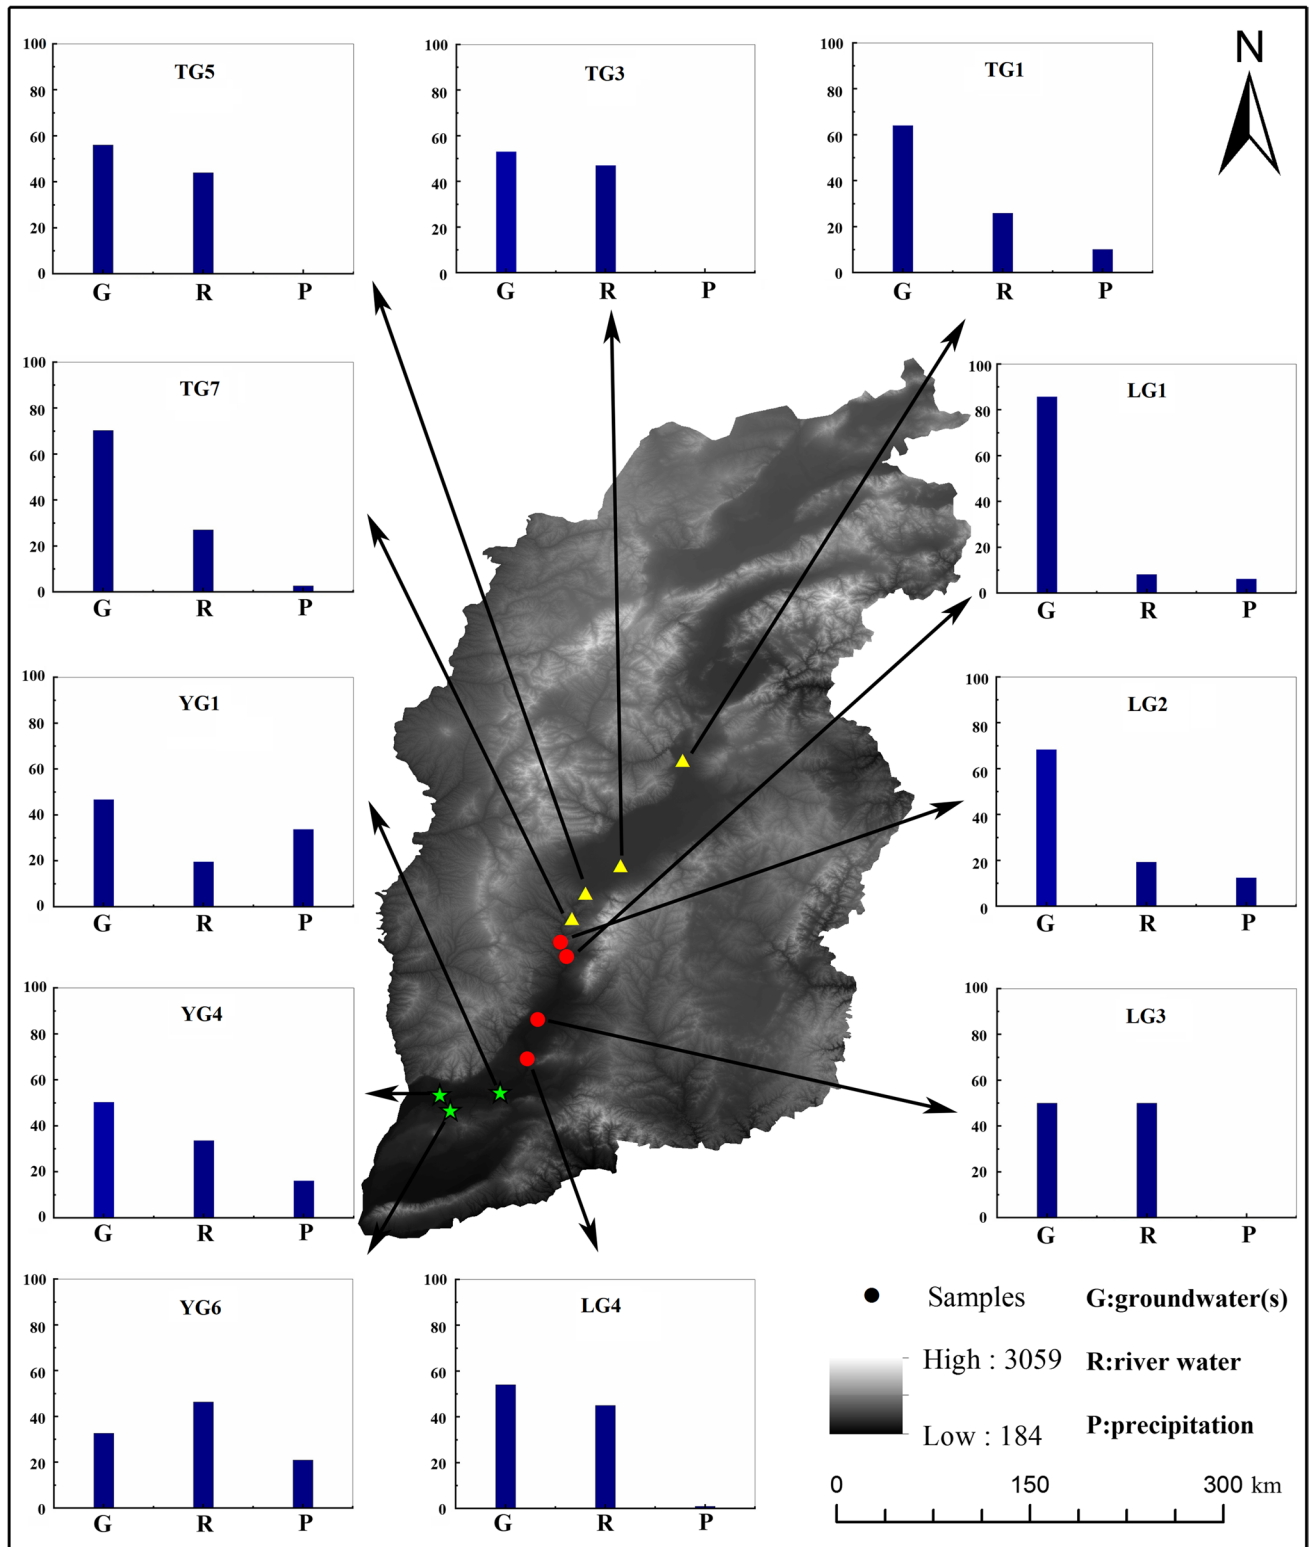 TG5
100
80
60
40
20
0
G R P
TG3
100
80
60
40
20
0
G R P
TG1
100
80
60
40
20
0
G R P
N
TG7
100
80
60
40
20
0
G R P
LG1
100
80
60
40
20
0
G R P
YG1
100
80
60
40
20
0
G R P
LG2
100
80
60
40
20
0
G R P
YG4
100
80
60
40
20
0
G R P
LG3
100
80
60
40
20
0
G R P
YG6
100
80
60
40
20
0
G R P
LG4
100
80
60
40
20
0
G R P
Samples
High : 3059
Low : 184
G:groundwater(s)
R:river water
P:precipitation
0 150 300 km